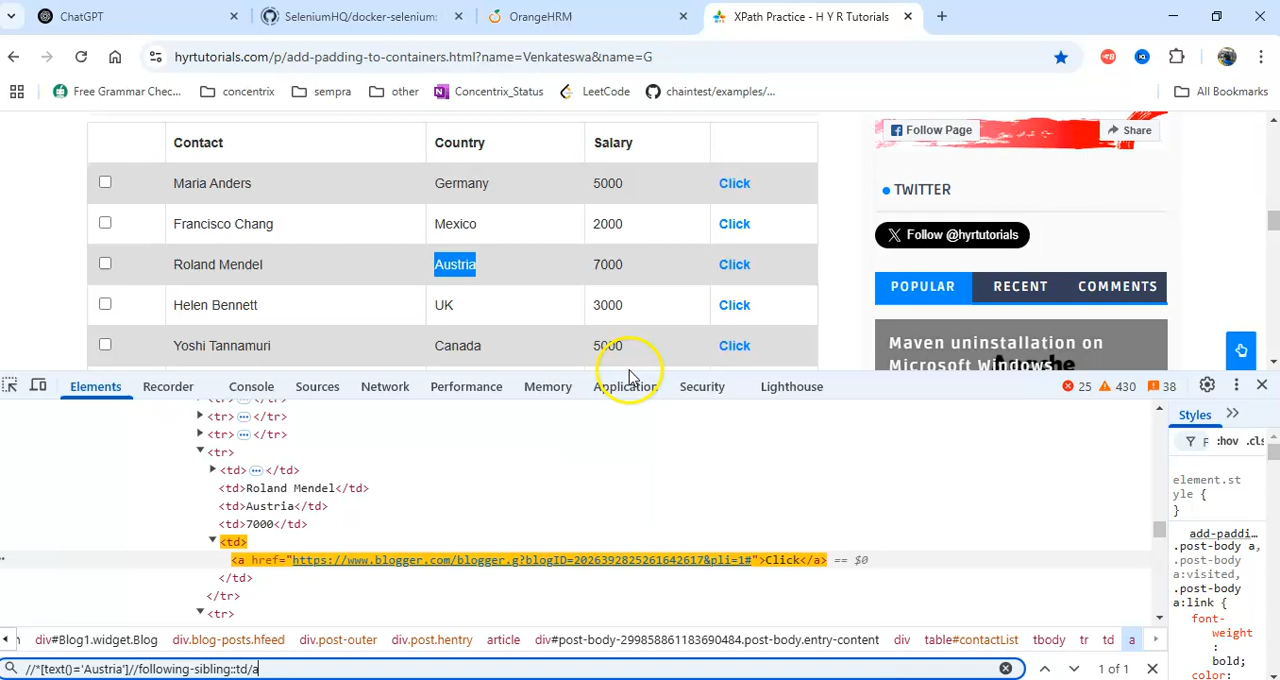 ChatGPT
SeleniumHQ/docker-selenium
OrangeHRM
XPath Practice - H Y R Tutorials
hyrtutorials.com/p/add-padding-to-containers.html?name=Venkateswa&name=G
Free Grammar Chec...
concentrix
sempra
other
Concentrix_Status
LeetCode
chaintest/examples/...
All Bookmarks
Contact Country Salary
Maria Anders Germany 5000 Click
Francisco Chang Mexico 2000 Click
Roland Mendel Austria 7000 Click
Helen Bennett UK 3000 Click
Yoshi Tannamuri Canada 5000 Click
Follow Page
Share
TWITTER
Follow @hyrtutorials
POPULAR RECENT COMMENTS
Maven uninstallation on
Microsoft Windows
Elements Recorder Console Sources Network Performance Memory Application Security Lighthouse 25 430 38
<tr> ... </tr>
<tr> ... </tr>
<tr>
<td> ... </td>
<td>Roland Mendel</td>
<td>Austria</td>
<td>7000</td>
<td>
<a href="https://www.blogger.com/blogger.g?blogID=2026392825261642617&pli=1#">Click</a> == $0
</td>
</tr>
<tr>
Styles
:hov .cls
element.st
yle {
}
add-paddi…
.post-body a,
.post-body
a:visited,
.post-body
a:link {
font-
weight
:
bold;
color:
div#Blog1.widget.Blog div.blog-posts.hfeed div.post-outer div.post.hentry article div#post-body-299858861183690484.post-body.entry-content div table#contactList tbody tr td a
//*[text()='Austria']//following-sibling::td/a
1 of 1